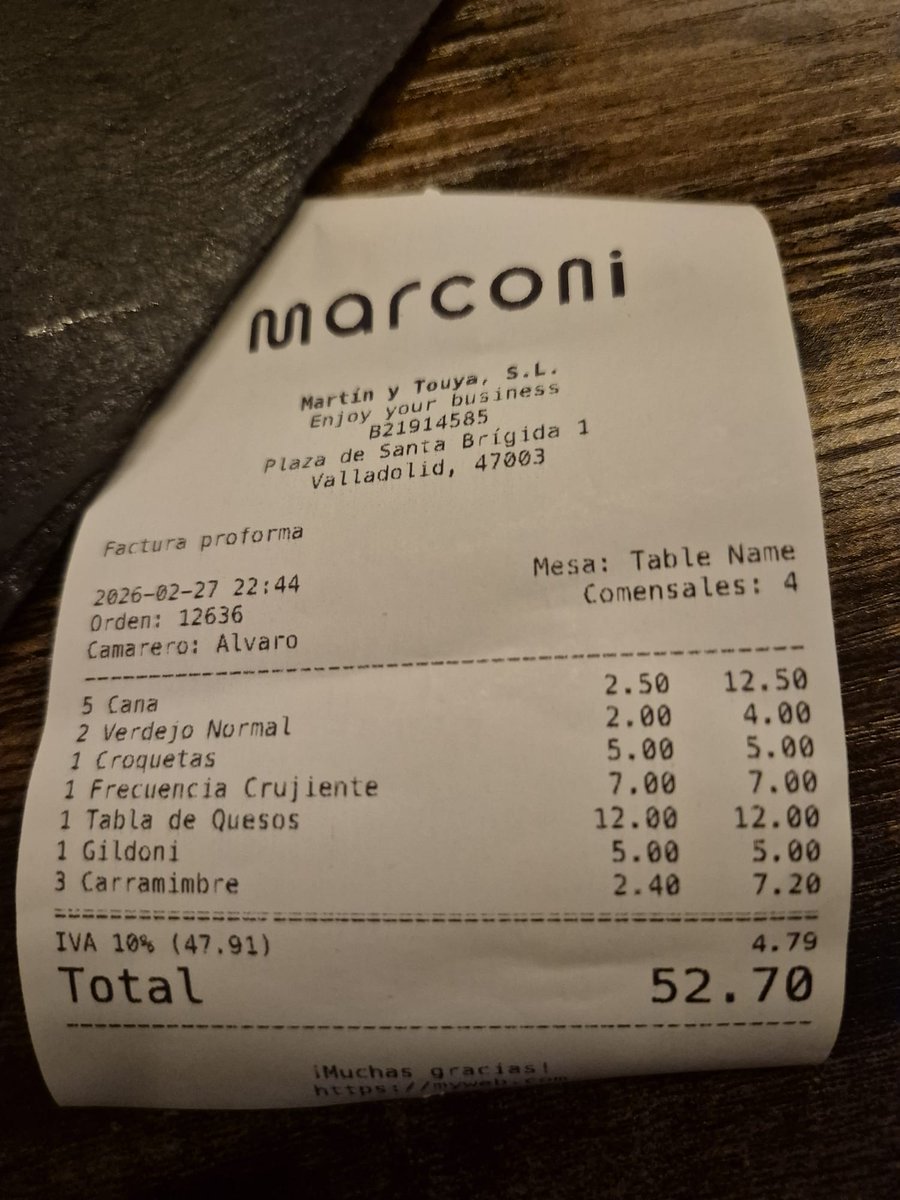 marconi
Martín y Touya, S.L.
Enjoy your business
B21914585
Plaza de Santa Brígida 1
Valladolid, 47003
Factura proforma
2026-02-27 22:44
Mesa: Table Name
Orden: 12636
Comensales: 4
Camarero: Alvaro
5 Cana 2.50 12.50
2 Verdejo Normal 2.00 4.00
1 Croquetas 5.00 5.00
1 Frecuencia Crujiente 7.00 7.00
1 Tabla de Quesos 12.00 12.00
1 Gildoni 5.00 5.00
3 Carramimbre 2.40 7.20
IVA 10% (47.91) 4.79
Total 52.70
¡Muchas gracias!
https://myweb.com